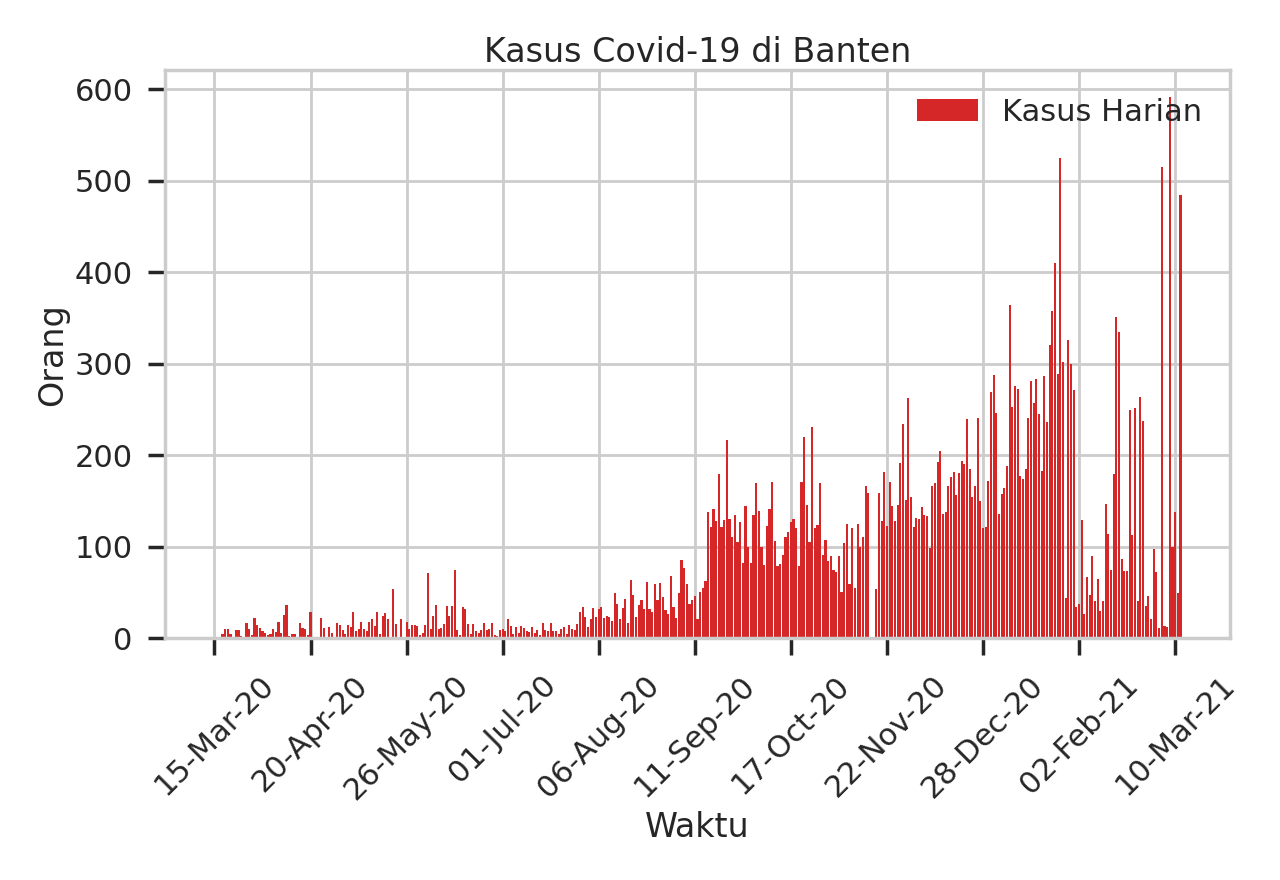 Kasus Covid-19 di Banten
Kasus Harian
600
500
400
300
200
100
0
Orang
15-Mar-20
20-Apr-20
26-May-20
01-Jul-20
06-Aug-20
11-Sep-20
17-Oct-20
22-Nov-20
28-Dec-20
02-Feb-21
10-Mar-21
Waktu